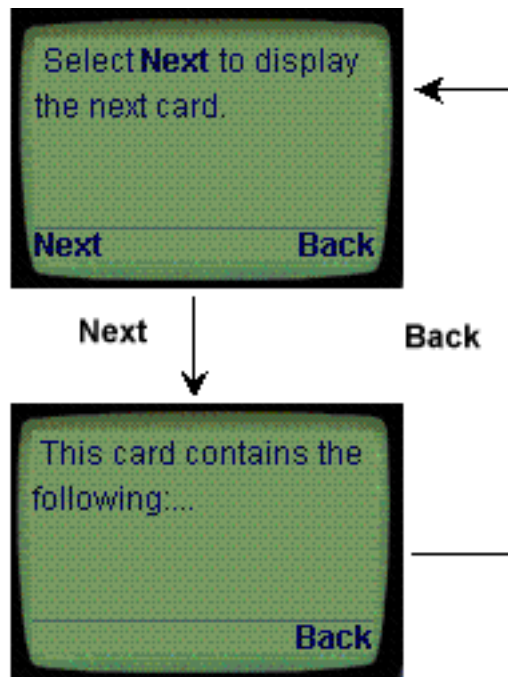 Select Next to display
the next card.
Next Back
Next
Back
This card contains the
following:...
Back